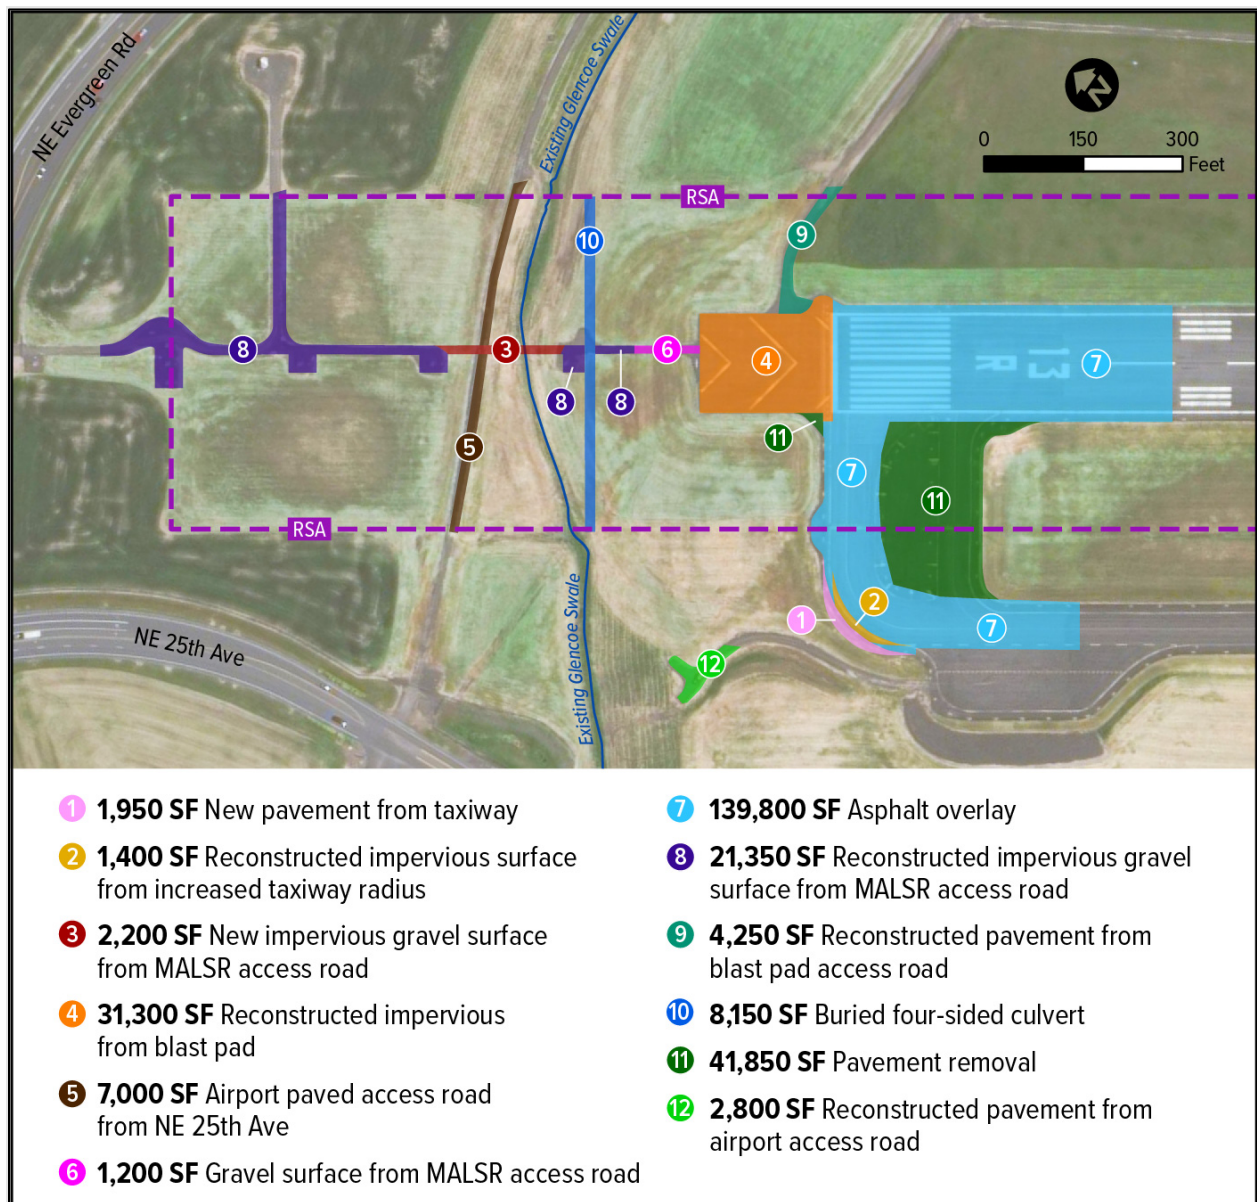 NE Evergreen Rd
Existing Glencoe Swale
N
0 150 300
Feet
RSA
10
9
8
3
6
4
13
R
7
8
8
11
5
7
11
RSA
2
1
7
NE 25th Ave
12
Existing Glencoe Swale
1 1,950 SF New pavement from taxiway
2 1,400 SF Reconstructed impervious surface
from increased taxiway radius
3 2,200 SF New impervious gravel surface
from MALSR access road
4 31,300 SF Reconstructed impervious
from blast pad
5 7,000 SF Airport paved access road
from NE 25th Ave
6 1,200 SF Gravel surface from MALSR access road
7 139,800 SF Asphalt overlay
8 21,350 SF Reconstructed impervious gravel
surface from MALSR access road
9 4,250 SF Reconstructed pavement from
blast pad access road
10 8,150 SF Buried four-sided culvert
11 41,850 SF Pavement removal
12 2,800 SF Reconstructed pavement from
airport access road